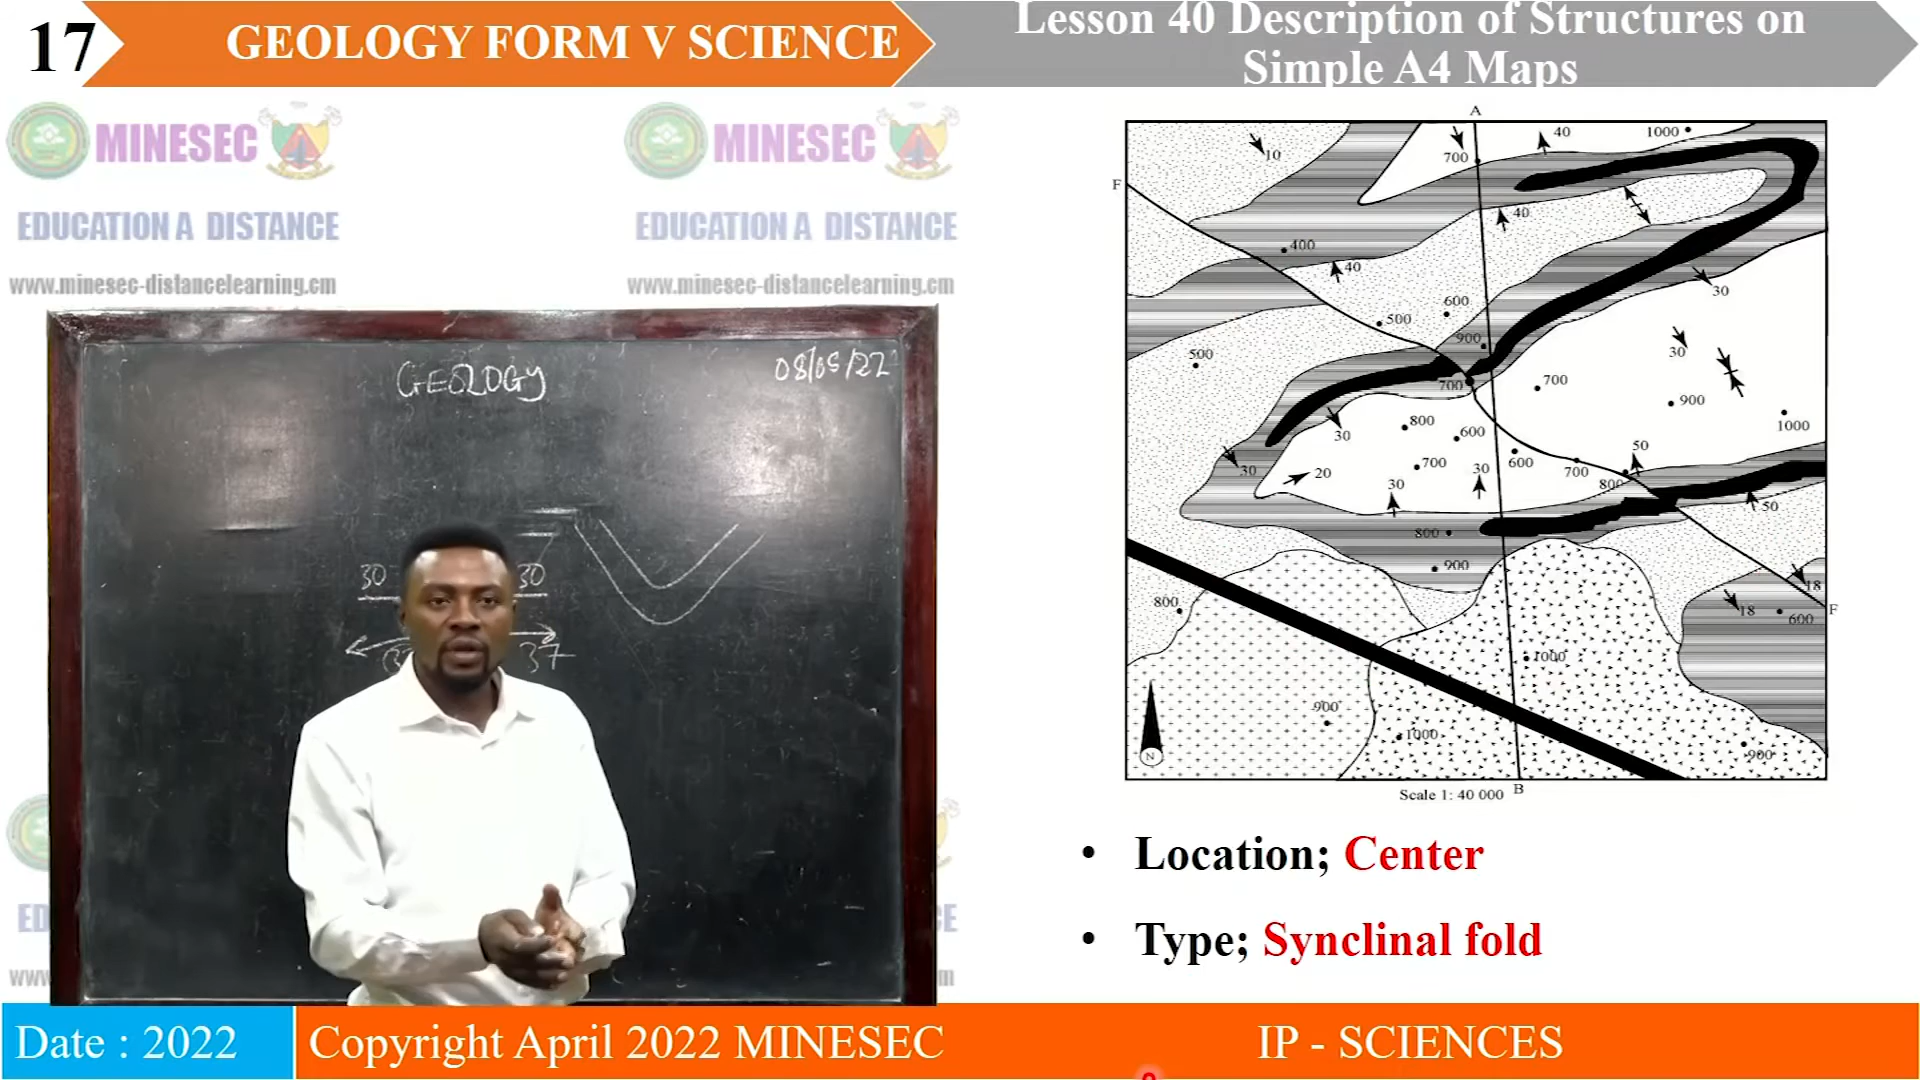 17
GEOLOGY FORM V SCIENCE
Lesson 40 Description of Structures on
Simple A4 Maps
MINESEC
EDUCATION A DISTANCE
www.minesec-distancelearning.cm
MINESEC
EDUCATION A DISTANCE
www.minesec-distancelearning.cm
GEOLOGY
08/05/22
30
30
37
A
10
700
40
1000
F
40
400
40
30
600
500
900
500
30
700
700
900
1000
800
600
30
50
30
20
700
30
600
700
800
30
50
800
900
18
800
18
600
F
1000
900
1000
900
N
Scale 1: 40 000
B
• Location; Center
• Type; Synclinal fold
Date : 2022
Copyright April 2022 MINESEC
IP - SCIENCES